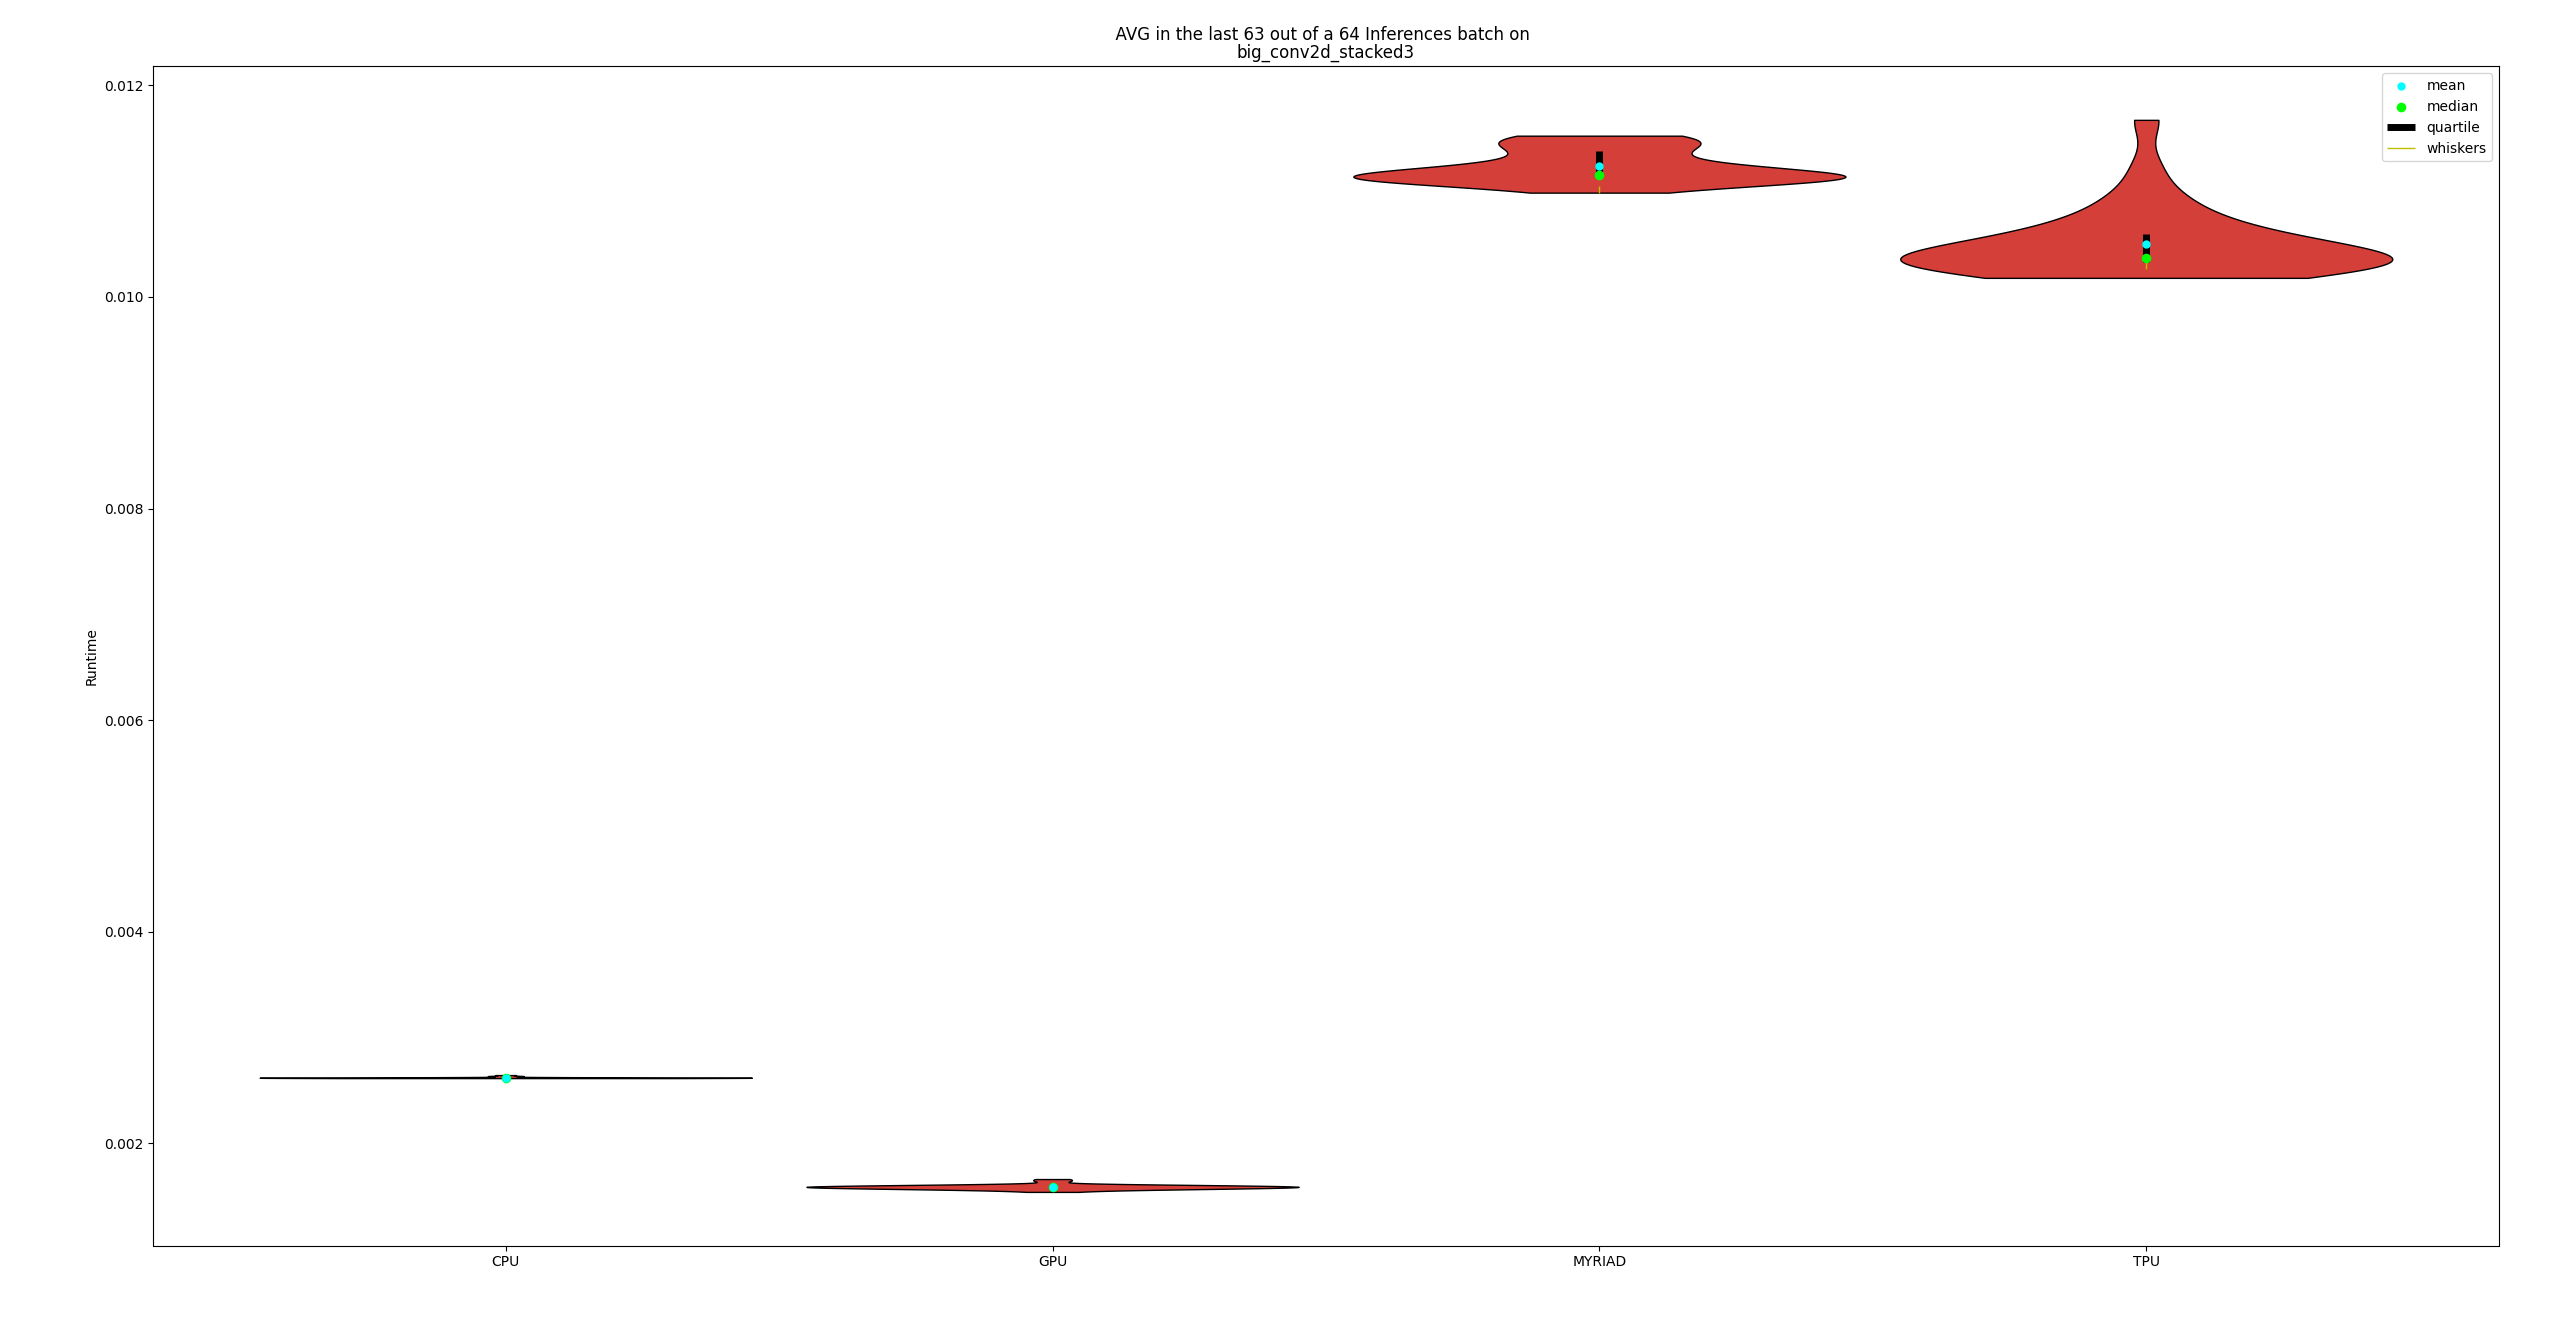 AVG in the last 63 out of a 64 Inferences batch on
big_conv2d_stacked3
mean
median
quartile
whiskers
Runtime
0.012
0.010
0.008
0.006
0.004
0.002
CPU
GPU
MYRIAD
TPU